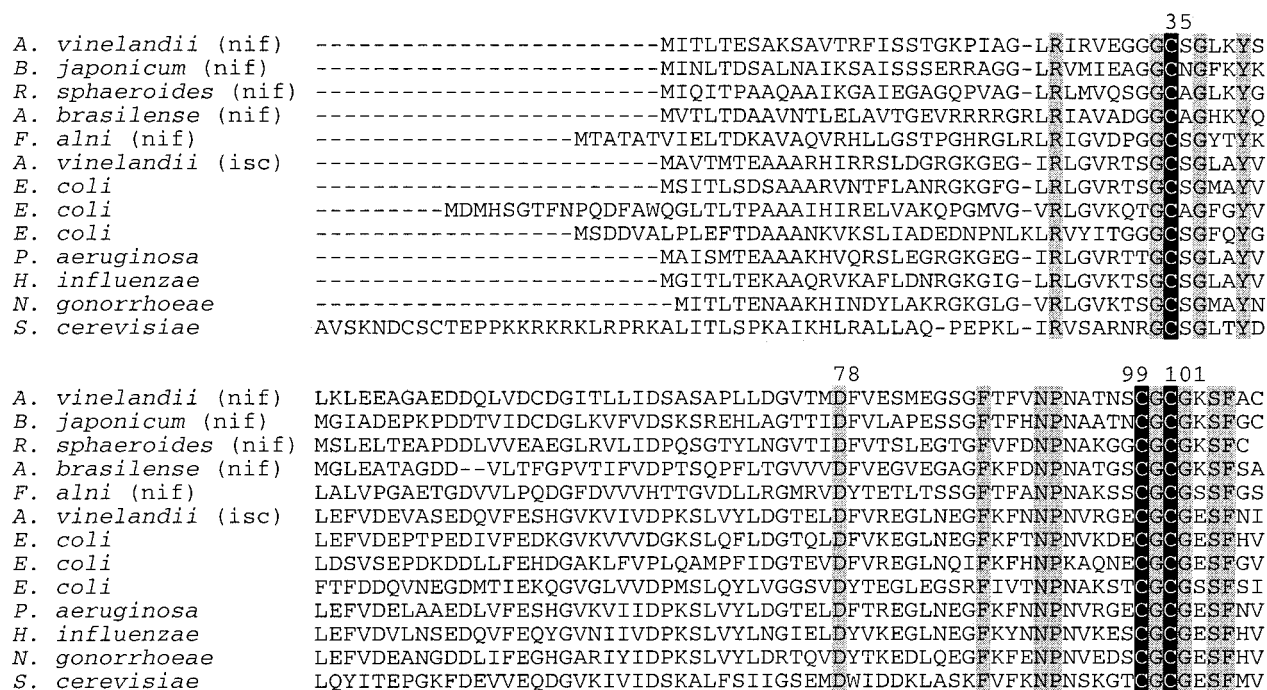 35
A. vinelandii (nif) ------------------------MITLTESAKSAVTRFISSTGKPIAG-LRIRVEGGGCSGLKYS
B. japonicum (nif) ------------------------MINLTDSALNAIKSAISSSERRAGG-LRVMIEAGGCNGFKYK
R. sphaeroides (nif) ------------------------MIQITPAAQAAIKGAIEGAGQPVAG-LRLMVQSGGCAGLKYG
A. brasilense (nif) ------------------------MVTLTDAAVNTLELAVTGEVRRRRGRLRIAVADGGCAGHKYQ
F. alni (nif) ------------------MTATATVIELTDKAVAQVRHLLGSTPGHRGLRLRIGVDPGGCSGYTYK
A. vinelandii (isc) ------------------------MAVTMTEAAARHIRRSLDGRGKGEG-IRLGVRTSGCSGLAYV
E. coli ------------------------MSITLSDSAAARVNTFLANRGKGFG-LRLGVRTSGCSGMAYV
E. coli ---------MDMHSGTFNPQDFAWQGLTLTPAAAIHIRELVAKQPGMVG-VRLGVKQTGCAGFGYV
E. coli ------------------MSDDVALPLEFTDAAANKVKSLIADEDNPNLKLRVYITGGGCSGFQYG
P. aeruginosa ------------------------MAISMTEAAAKHVQRSLEGRGKGEG-IRLGVRTTGCSGLAYV
H. influenzae ------------------------MGITLTEKAAQRVKAFLDNRGKGIG-LRLGVKTSGCSGLAYV
N. gonorrhoeae -------------------------MITLTENAAKHINDYLAKRGKGLG-VRLGVKTSGCSGMAYN
S. cerevisiae AVSKNDCSCTEPPKKRKRKLRPRKALITLSPKAIKHLRALLAQ-PEPKL-IRVSARNRGCSGLTYD
78 99 101
A. vinelandii (nif) LKLEEAGAEDDQLVDCDGITLLIDSASAPLLDGVTMDFVESMEGSGFTFVNPNATNSCGCGKSFAC
B. japonicum (nif) MGIADEPKPDDTVIDCDGLKVFVDSKSREHLAGTTIDFVLAPESSGFTFHNPNAATNCGCGKSFGC
R. sphaeroides (nif) MSLELTEAPDDLVVEAEGLRVLIDPQSGTYLNGVTIDFVTSLEGTGFVFDNPNAKGGCGCGKSFC
A. brasilense (nif) MGLEATAGDD--VLTFGPVTIFVDPTSQPFLTGVVVDFVEGVEGAGFKFDNPNATGSCGCGKSFSA
F. alni (nif) LALVPGAETGDVVLPQDGFDVVVHTTGVDLLRGMRVDYTETLTSSGFTFANPNAKSSCGCGSSFGS
A. vinelandii (isc) LEFVDEVASEDQVFESHGVKVIVDPKSLVYLDGTELDFVREGLNEGFKFNNPNVRGECGCGESFNI
E. coli LEFVDEPTPEDIVFEDKGVKVVVDGKSLQFLDGTQLDFVKEGLNEGFKFTNPNVKDECGCGESFHV
E. coli LDSVSEPDKDDLLFEHDGAKLFVPLQAMPFIDGTEVDFVREGLNQIFKFHNPKAQNECGCGESFGV
E. coli FTFDDQVNEGDMTIEKQGVGLVVDPMSLQYLVGGSVDYTEGLEGSRFIVTNPNAKSTCGCGSSFSI
P. aeruginosa LEFVDELAAEDLVFESHGVKVIIDPKSLVYLDGTELDFTREGLNEGFKFNNPNVRGECGCGESFNV
H. influenzae LEFVDVLNSEDQVFEQYGVNIIVDPKSLVYLNGIELDYVKEGLNEGFKYNNPNVKESCGCGESFHV
N. gonorrhoeae LEFVDEANGDDLIFEGHGARIYIDPKSLVYLDRTQVDYTKEDLQEGFKFENPNVEDSCGCGESFHV
S. cerevisiae LQYITEPGKFDEVVEQDGVKIVIDSKALFSIIGSEMDWIDDKLASKFVFKNPNSKGTCGCGESFMV